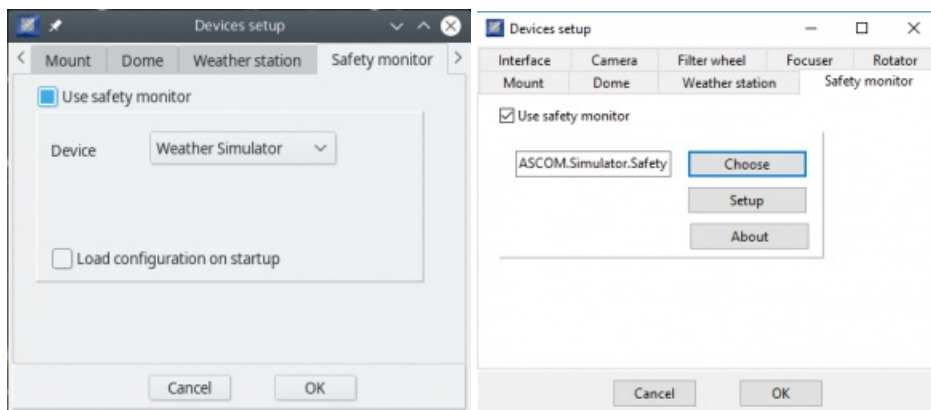 Devices setup
Mount Dome Weather station Safety monitor
Use safety monitor
Device Weather Simulator
Load configuration on startup
Cancel OK
Devices setup
Interface Camera Filter wheel Focuser Rotator
Mount Dome Weather station Safety monitor
Use safety monitor
ASCOM.Simulator.Safety Choose
Setup
About
Cancel OK